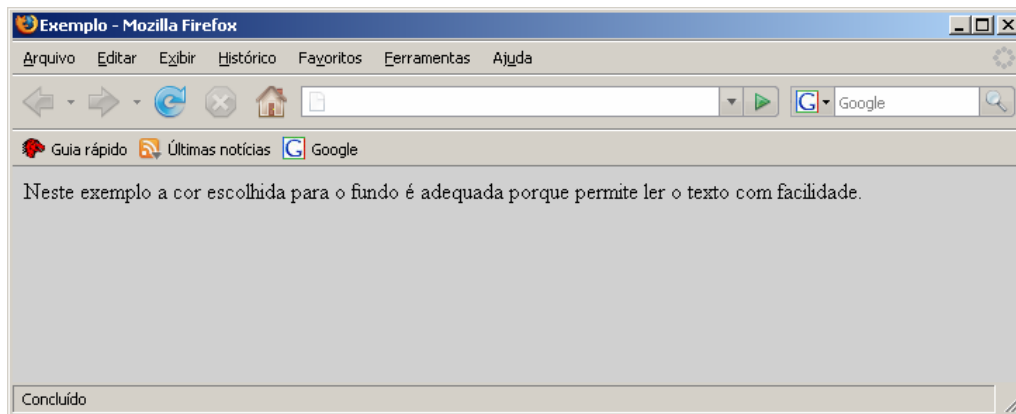 Exemplo - Mozilla Firefox
Arquivo Editar Exibir Histórico Favoritos Ferramentas Ajuda
G Google
Guia rápido Últimas notícias G Google
Neste exemplo a cor escolhida para o fundo é adequada porque permite ler o texto com facilidade.
Concluído